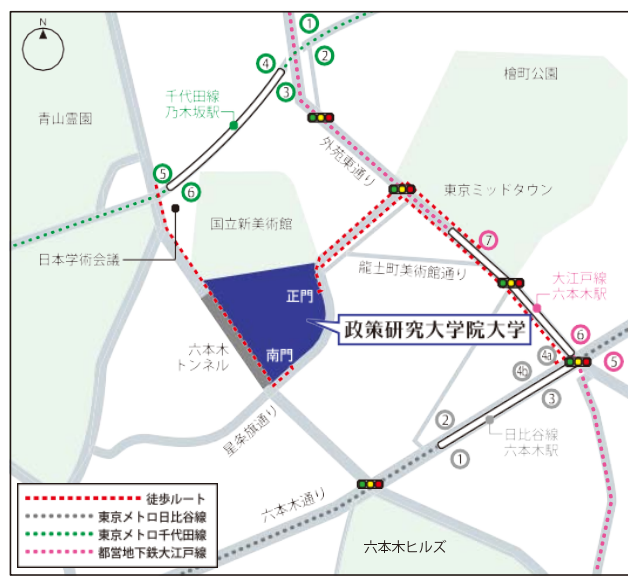 N
①
②
④
③
千代田線
乃木坂駅
檜町公園
青山霊園
外苑東通り
⑤
⑥
東京ミッドタウン
国立新美術館
日本学術会議
⑦
龍土町美術館通り
大江戸線
六本木駅
正門
政策研究大学院大学
六本木
トンネル
南門
⑥
⑤
4a
4b
③
②
①
日比谷線
六本木駅
星条旗通り
六本木通り
六本木ヒルズ
徒歩ルート
東京メトロ日比谷線
東京メトロ千代田線
都営地下鉄大江戸線